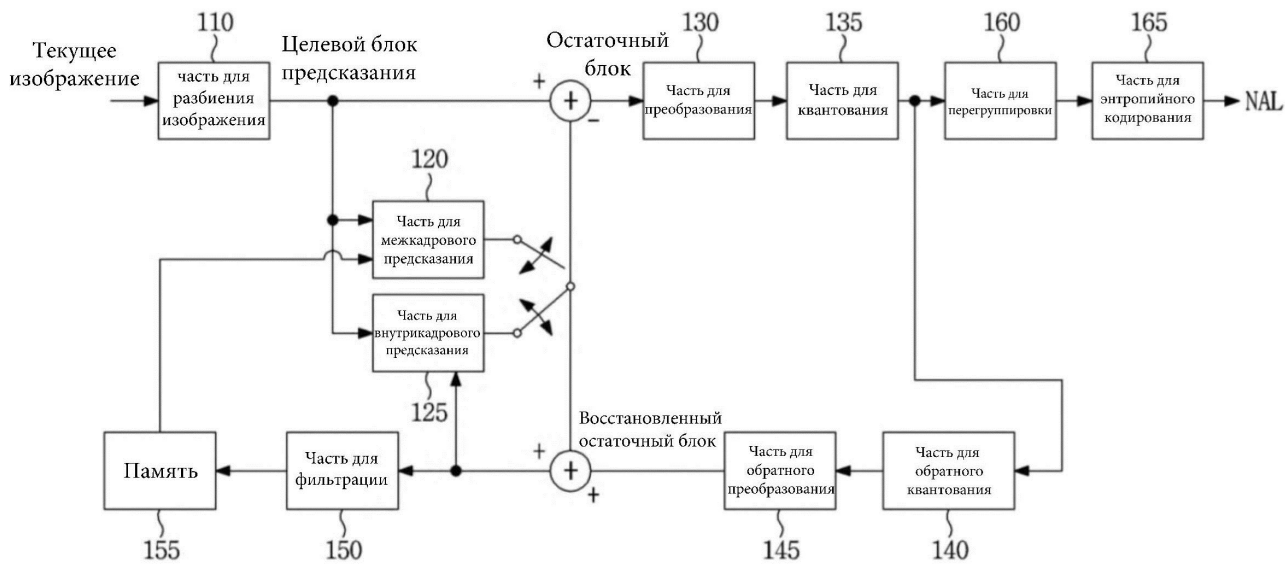 110
130
135
160
165
Текущее
изображение
часть для
разбиения
изображения
Целевой блок
предсказания
Остаточный
блок
+
+
−
Часть для
преобразования
Часть для
квантования
Часть для
перегруппировки
Часть для
энтропийного
кодирования
NAL
120
Часть для
межкадрового
предсказания
Часть для
внутрикадрового
предсказания
125
Память
155
Часть для
фильтрации
150
+
+
+
Восстановленный
остаточный блок
Часть для
обратного
преобразования
145
Часть для
обратного
квантования
140